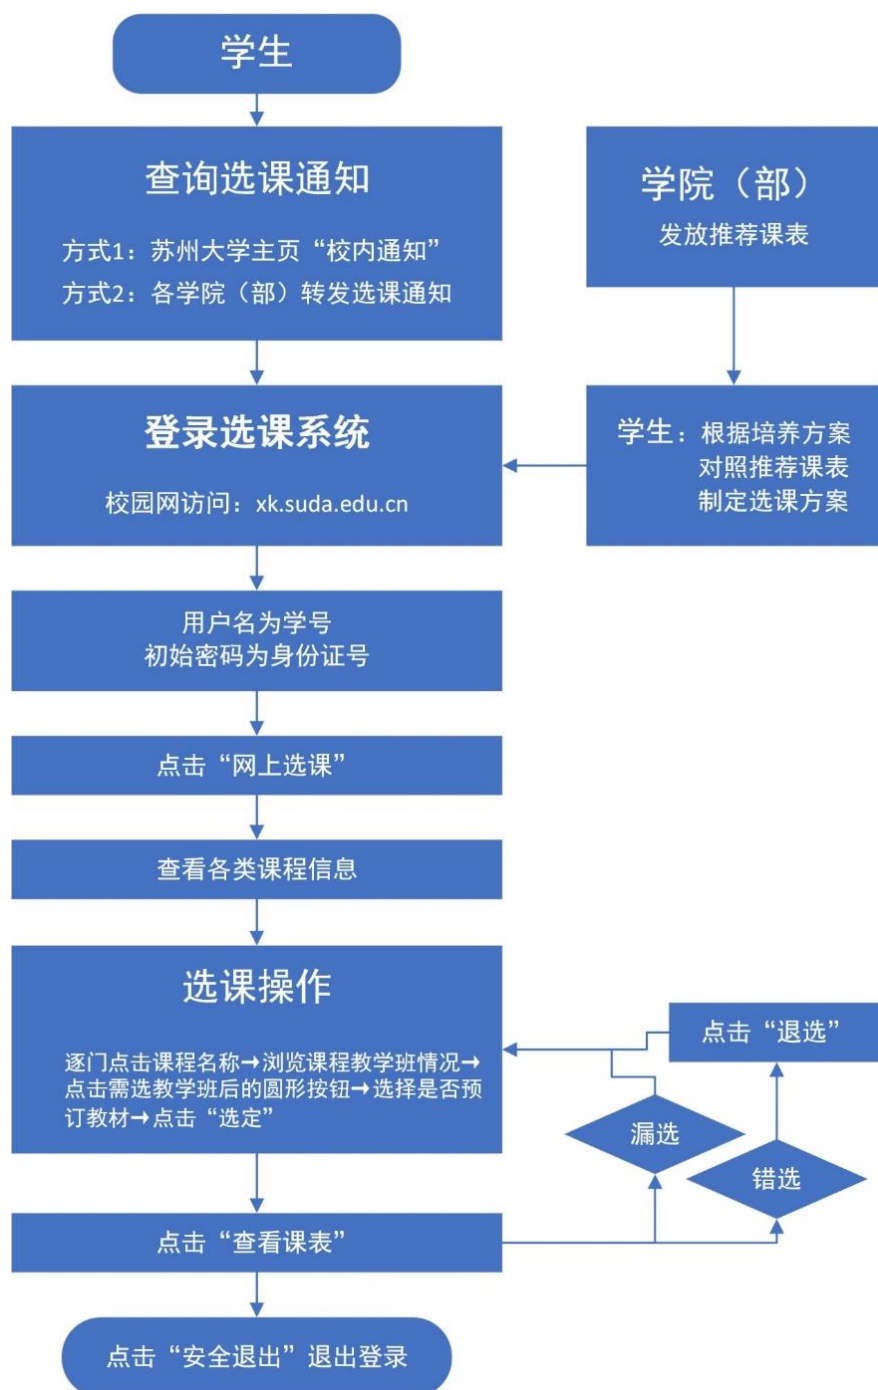 学生
查询选课通知
方式1：苏州大学主页“校内通知”
方式2：各学院（部）转发选课通知
学院（部）
发放推荐课表
登录选课系统
校园网访问：xk.suda.edu.cn
学生：根据培养方案
对照推荐课表
制定选课方案
用户名为学号
初始密码为身份证号
点击“网上选课”
查看各类课程信息
选课操作
逐门点击课程名称→浏览课程教学班情况→
点击需选教学班后的圆形按钮→选择是否预
订教材→点击“选定”
点击“退选”
漏选
错选
点击“查看课表”
点击“安全退出”退出登录